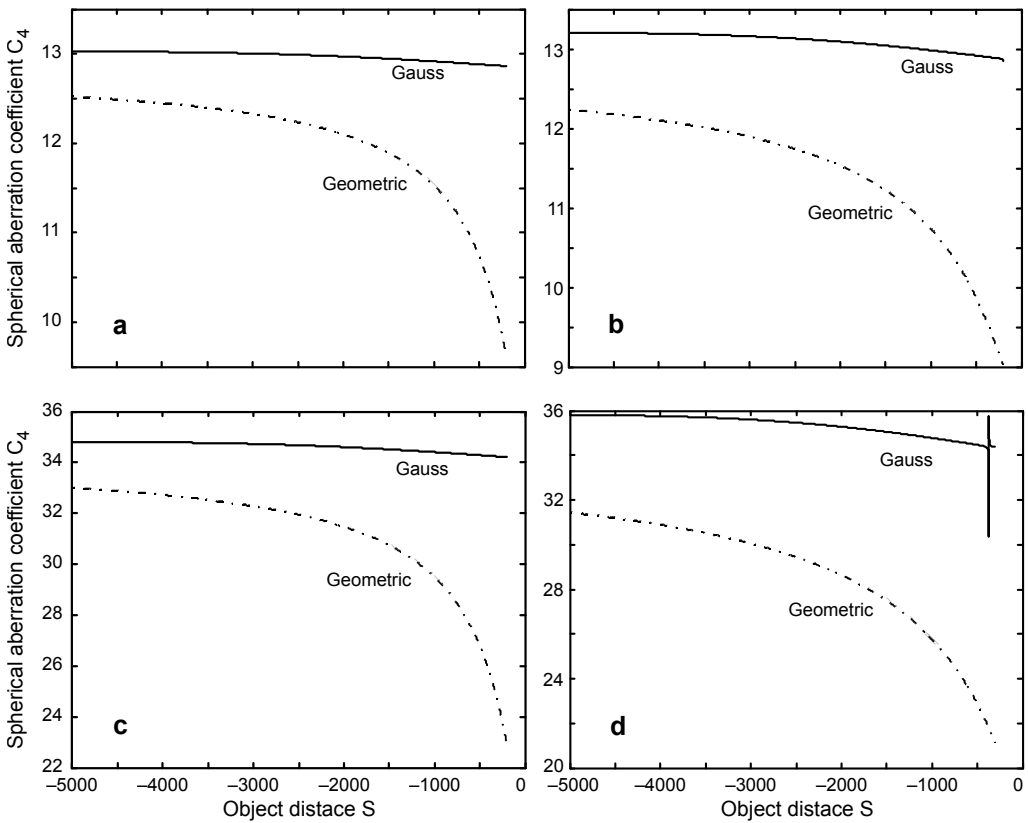 Spherical aberration coefficient C4
13
12
11
10
Gauss
Geometric
a
13
12
11
10
9
Gauss
Geometric
b
Spherical aberration coefficient C4
36
34
32
30
28
26
24
22
Gauss
Geometric
c
–5000 –4000 –3000 –2000 –1000 0
Object distace S
36
32
28
24
20
Gauss
Geometric
d
–5000 –4000 –3000 –2000 –1000 0
Object distace S